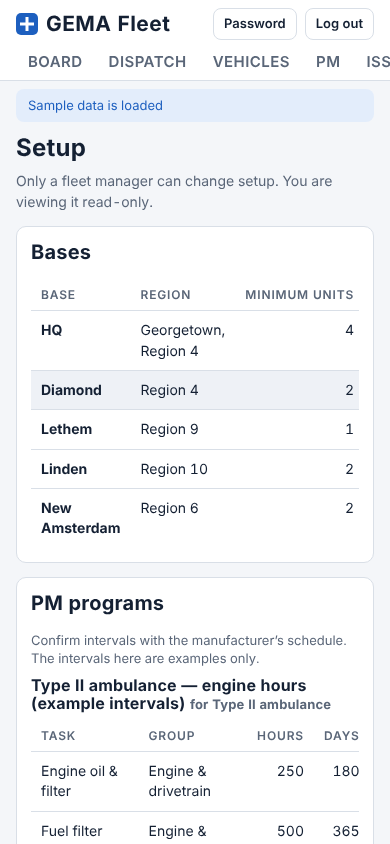 GEMA Fleet
Password
Log out
BOARD DISPATCH VEHICLES PM ISS
Sample data is loaded
Setup
Only a fleet manager can change setup. You are
viewing it read-only.
Bases
BASE REGION MINIMUM UNITS
HQ Georgetown, 4
Region 4
Diamond Region 4 2
Lethem Region 9 1
Linden Region 10 2
New Region 6 2
Amsterdam
PM programs
Confirm intervals with the manufacturer's schedule.
The intervals here are examples only.
Type II ambulance — engine hours
(example intervals) for Type II ambulance
TASK GROUP HOURS DAYS
Engine oil & Engine & 250 180
filter drivetrain
Fuel filter Engine & 500 365